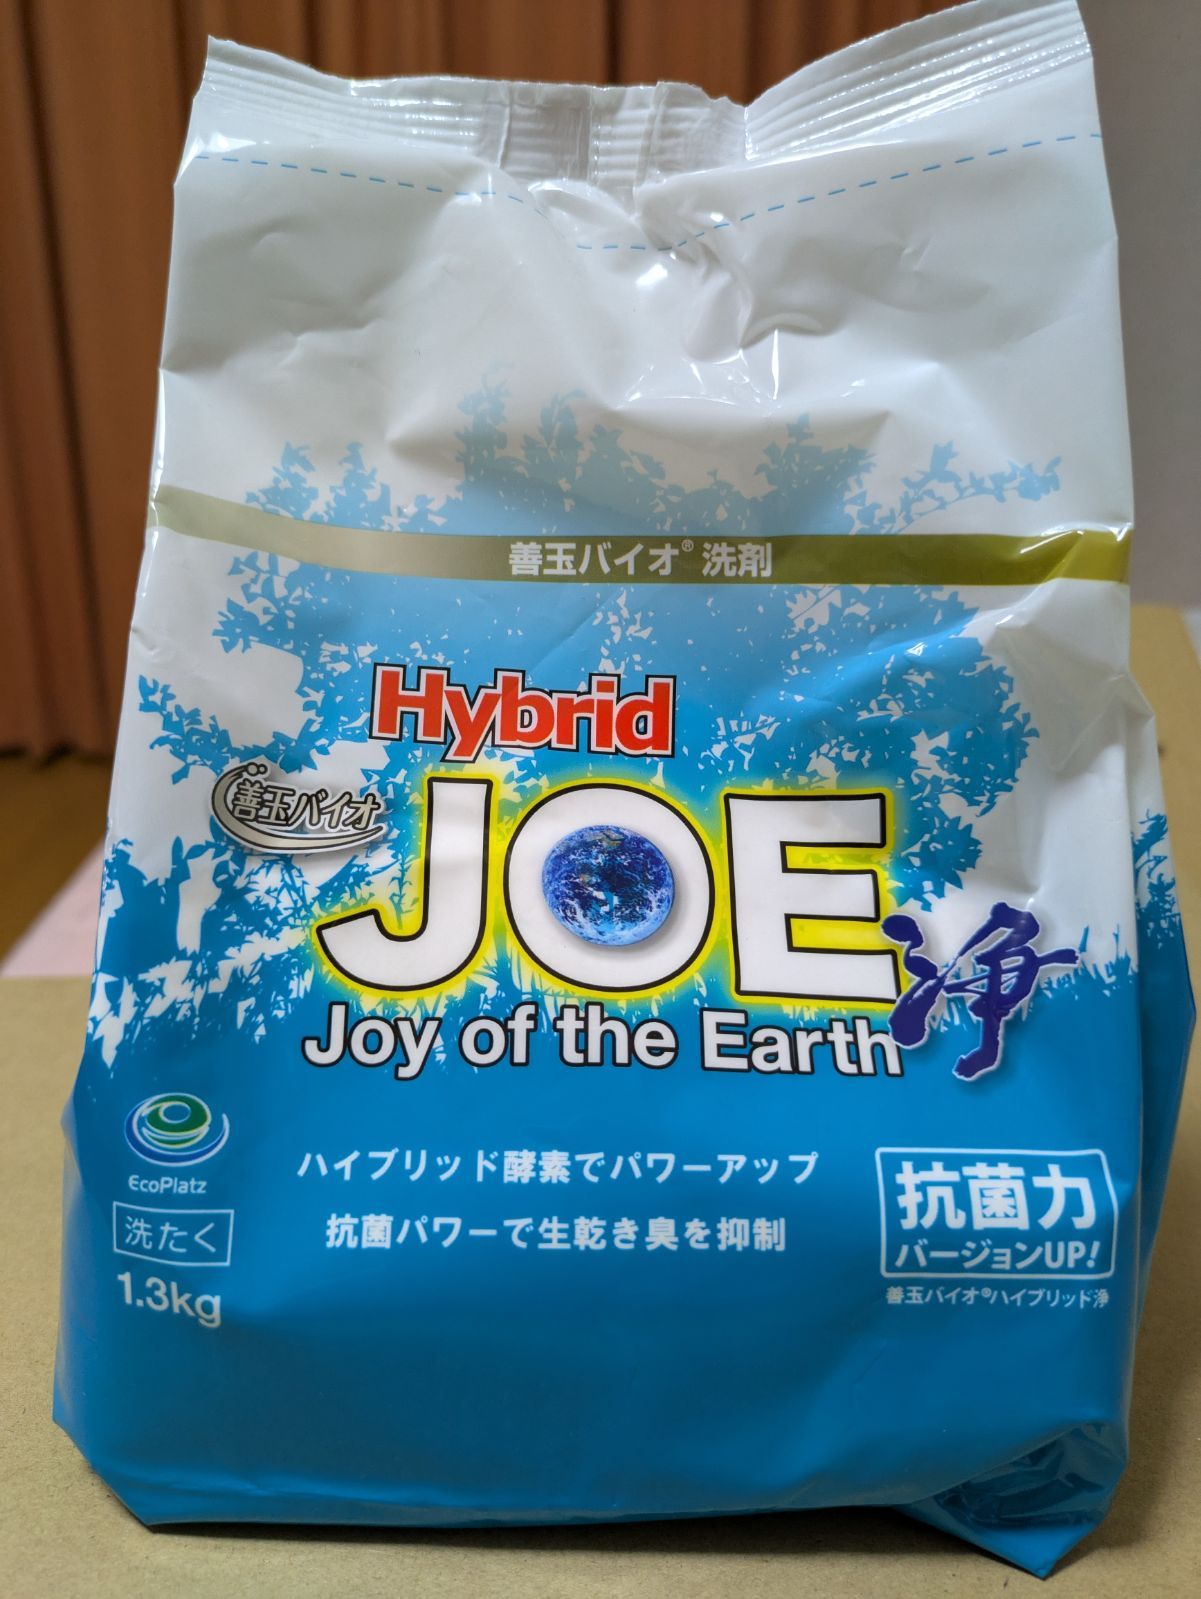 善玉バイオ® 洗剤
Hybrid
善玉バイオ
JOE
浄
Joy of the Earth
EcoPlatz
洗たく
1.3kg
ハイブリッド酵素でパワーアップ
抗菌パワーで生乾き臭を抑制
抗菌力
バージョンUP!
善玉バイオ®ハイブリッド浄